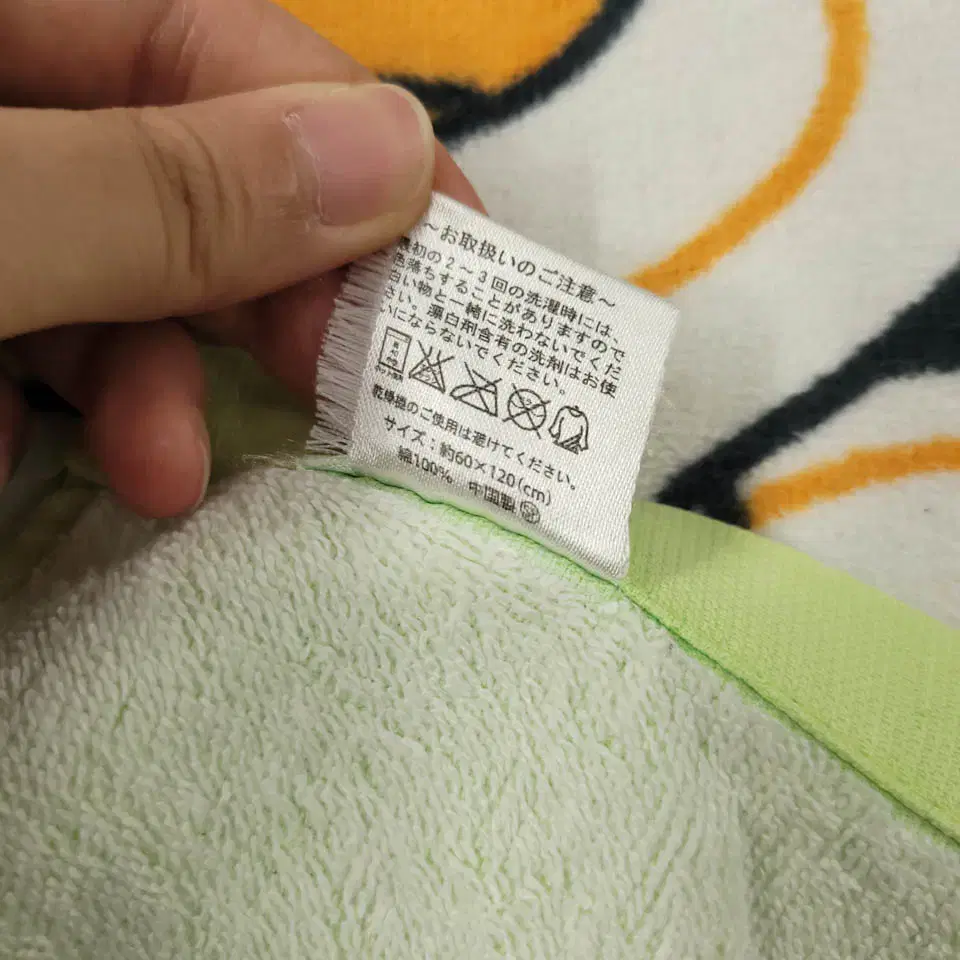 ～お取扱いのご注意～
最初の2～3回の洗濯時には、
色落ちすることがありますので
白い物と一緒に洗わないでくだ
さい。漂白剤含有の洗剤はお使
いにならないでください。
乾燥機のご使用は避けてください。
サイズ：約60×120(cm)
綿100% 中国製